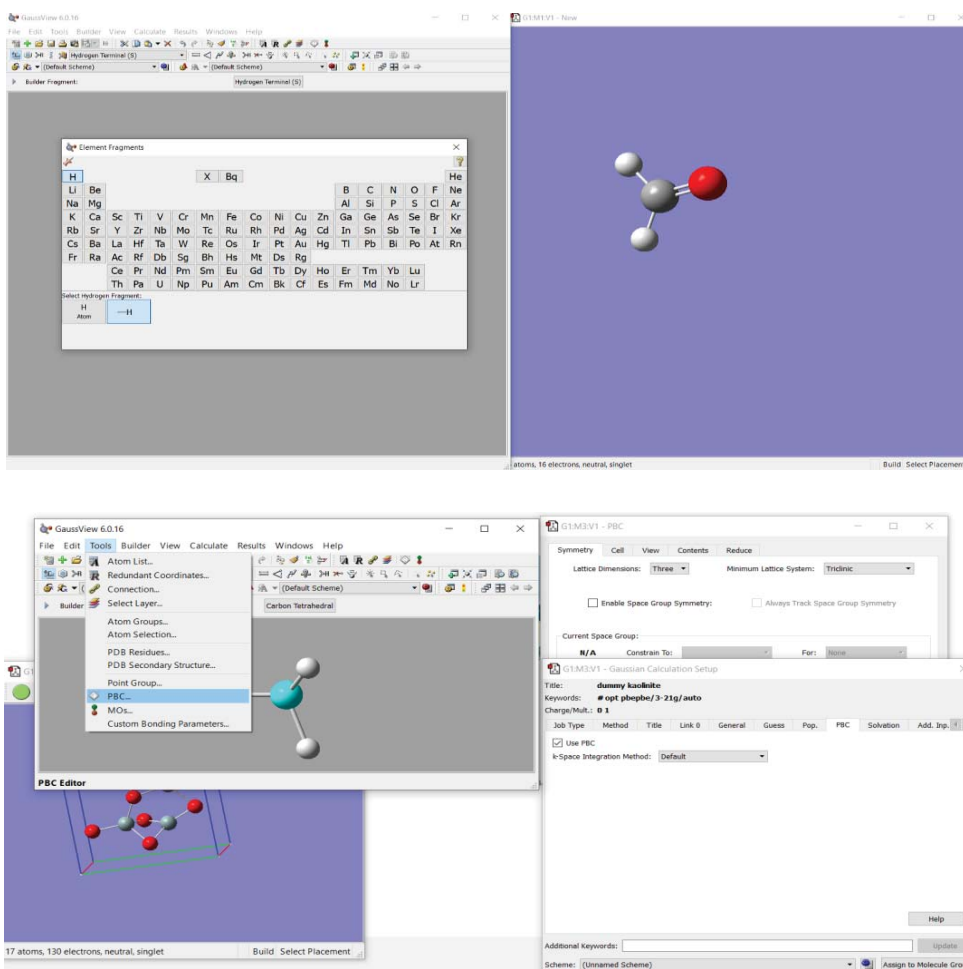 GaussView 6.0.16
File Edit Tools Builder View Calculate Results Windows Help
Hydrogen Terminal (S)
(Default Scheme) (Default Scheme)
Builder Fragment: Hydrogen Terminal (S)
Element Fragments
H X Bq He
Li Be B C N O F Ne
Na Mg Al Si P S Cl Ar
K Ca Sc Ti V Cr Mn Fe Co Ni Cu Zn Ga Ge As Se Br Kr
Rb Sr Y Zr Nb Mo Tc Ru Rh Pd Ag Cd In Sn Sb Te I Xe
Cs Ba La Hf Ta W Re Os Ir Pt Au Hg Tl Pb Bi Po At Rn
Fr Ra Ac Rf Db Sg Bh Hs Mt Ds Rg
Ce Pr Nd Pm Sm Eu Gd Tb Dy Ho Er Tm Yb Lu
Th Pa U Np Pu Am Cm Bk Cf Es Fm Md No Lr
Select Hydrogen Fragment:
H
Atom
H
G1:M1:V1 - New
atoms, 16 electrons, neutral, singlet
Build Select Placement
GaussView 6.0.16
File Edit Tools Builder View Calculate Results Windows Help
Atom List...
Redundant Coordinates...
Connection...
Select Layer...
Atom Groups...
Atom Selection...
PDB Residues...
PDB Secondary Structure...
Point Group...
PBC...
MOs...
Custom Bonding Parameters...
(Default Scheme)
Builder
Carbon Tetrahedral
PBC Editor
G1
17 atoms, 130 electrons, neutral, singlet
Build Select Placement
G1:M3:V1 - PBC
Symmetry Cell View Contents Reduce
Lattice Dimensions: Three Minimum Lattice System: Triclinic
Enable Space Group Symmetry: Always Track Space Group Symmetry
Current Space Group:
N/A Constrain To: For: None
G1:M3:V1 - Gaussian Calculation Setup
Title: dummy kaolinite
Keywords: # opt pbepbe/3-21g/auto
Charge/Mult.: 0 1
Job Type Method Title Link 0 General Guess Pop. PBC Solvation Add. Inp.
Use PBC
k-Space Integration Method: Default
Help
Additional Keywords: Update
Scheme: (Unnamed Scheme) Assign to Molecule Gro